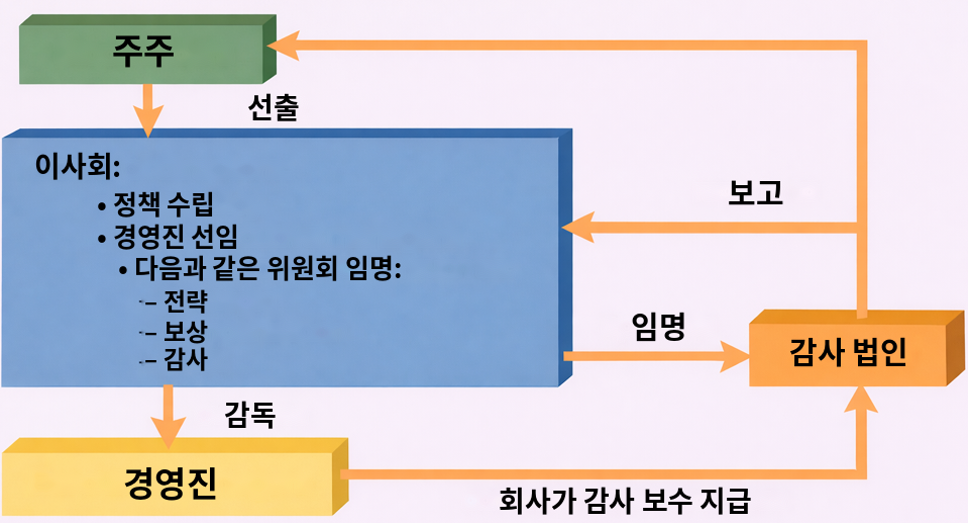 주주
선출
이사회:
• 정책 수립
• 경영진 선임
• 다음과 같은 위원회 임명:
-– 전략
-– 보상
-– 감사
보고
임명
감사 법인
감독
경영진
회사가 감사 보수 지급